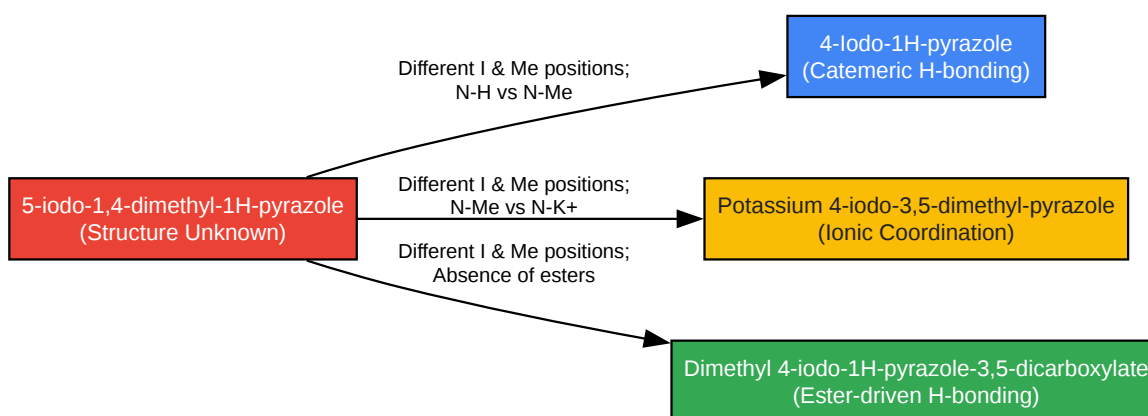 4-Iodo-1H-pyrazole
(Catemeric H-bonding)
Different I & Me positions;
N-H vs N-Me
5-iodo-1,4-dimethyl-1H-pyrazole
(Structure Unknown)
Different I & Me positions;
N-Me vs N-K+
Potassium 4-iodo-3,5-dimethyl-pyrazole
(Ionic Coordination)
Different I & Me positions;
Absence of esters
Dimethyl 4-iodo-1H-pyrazole-3,5-dicarboxylate
(Ester-driven H-bonding)